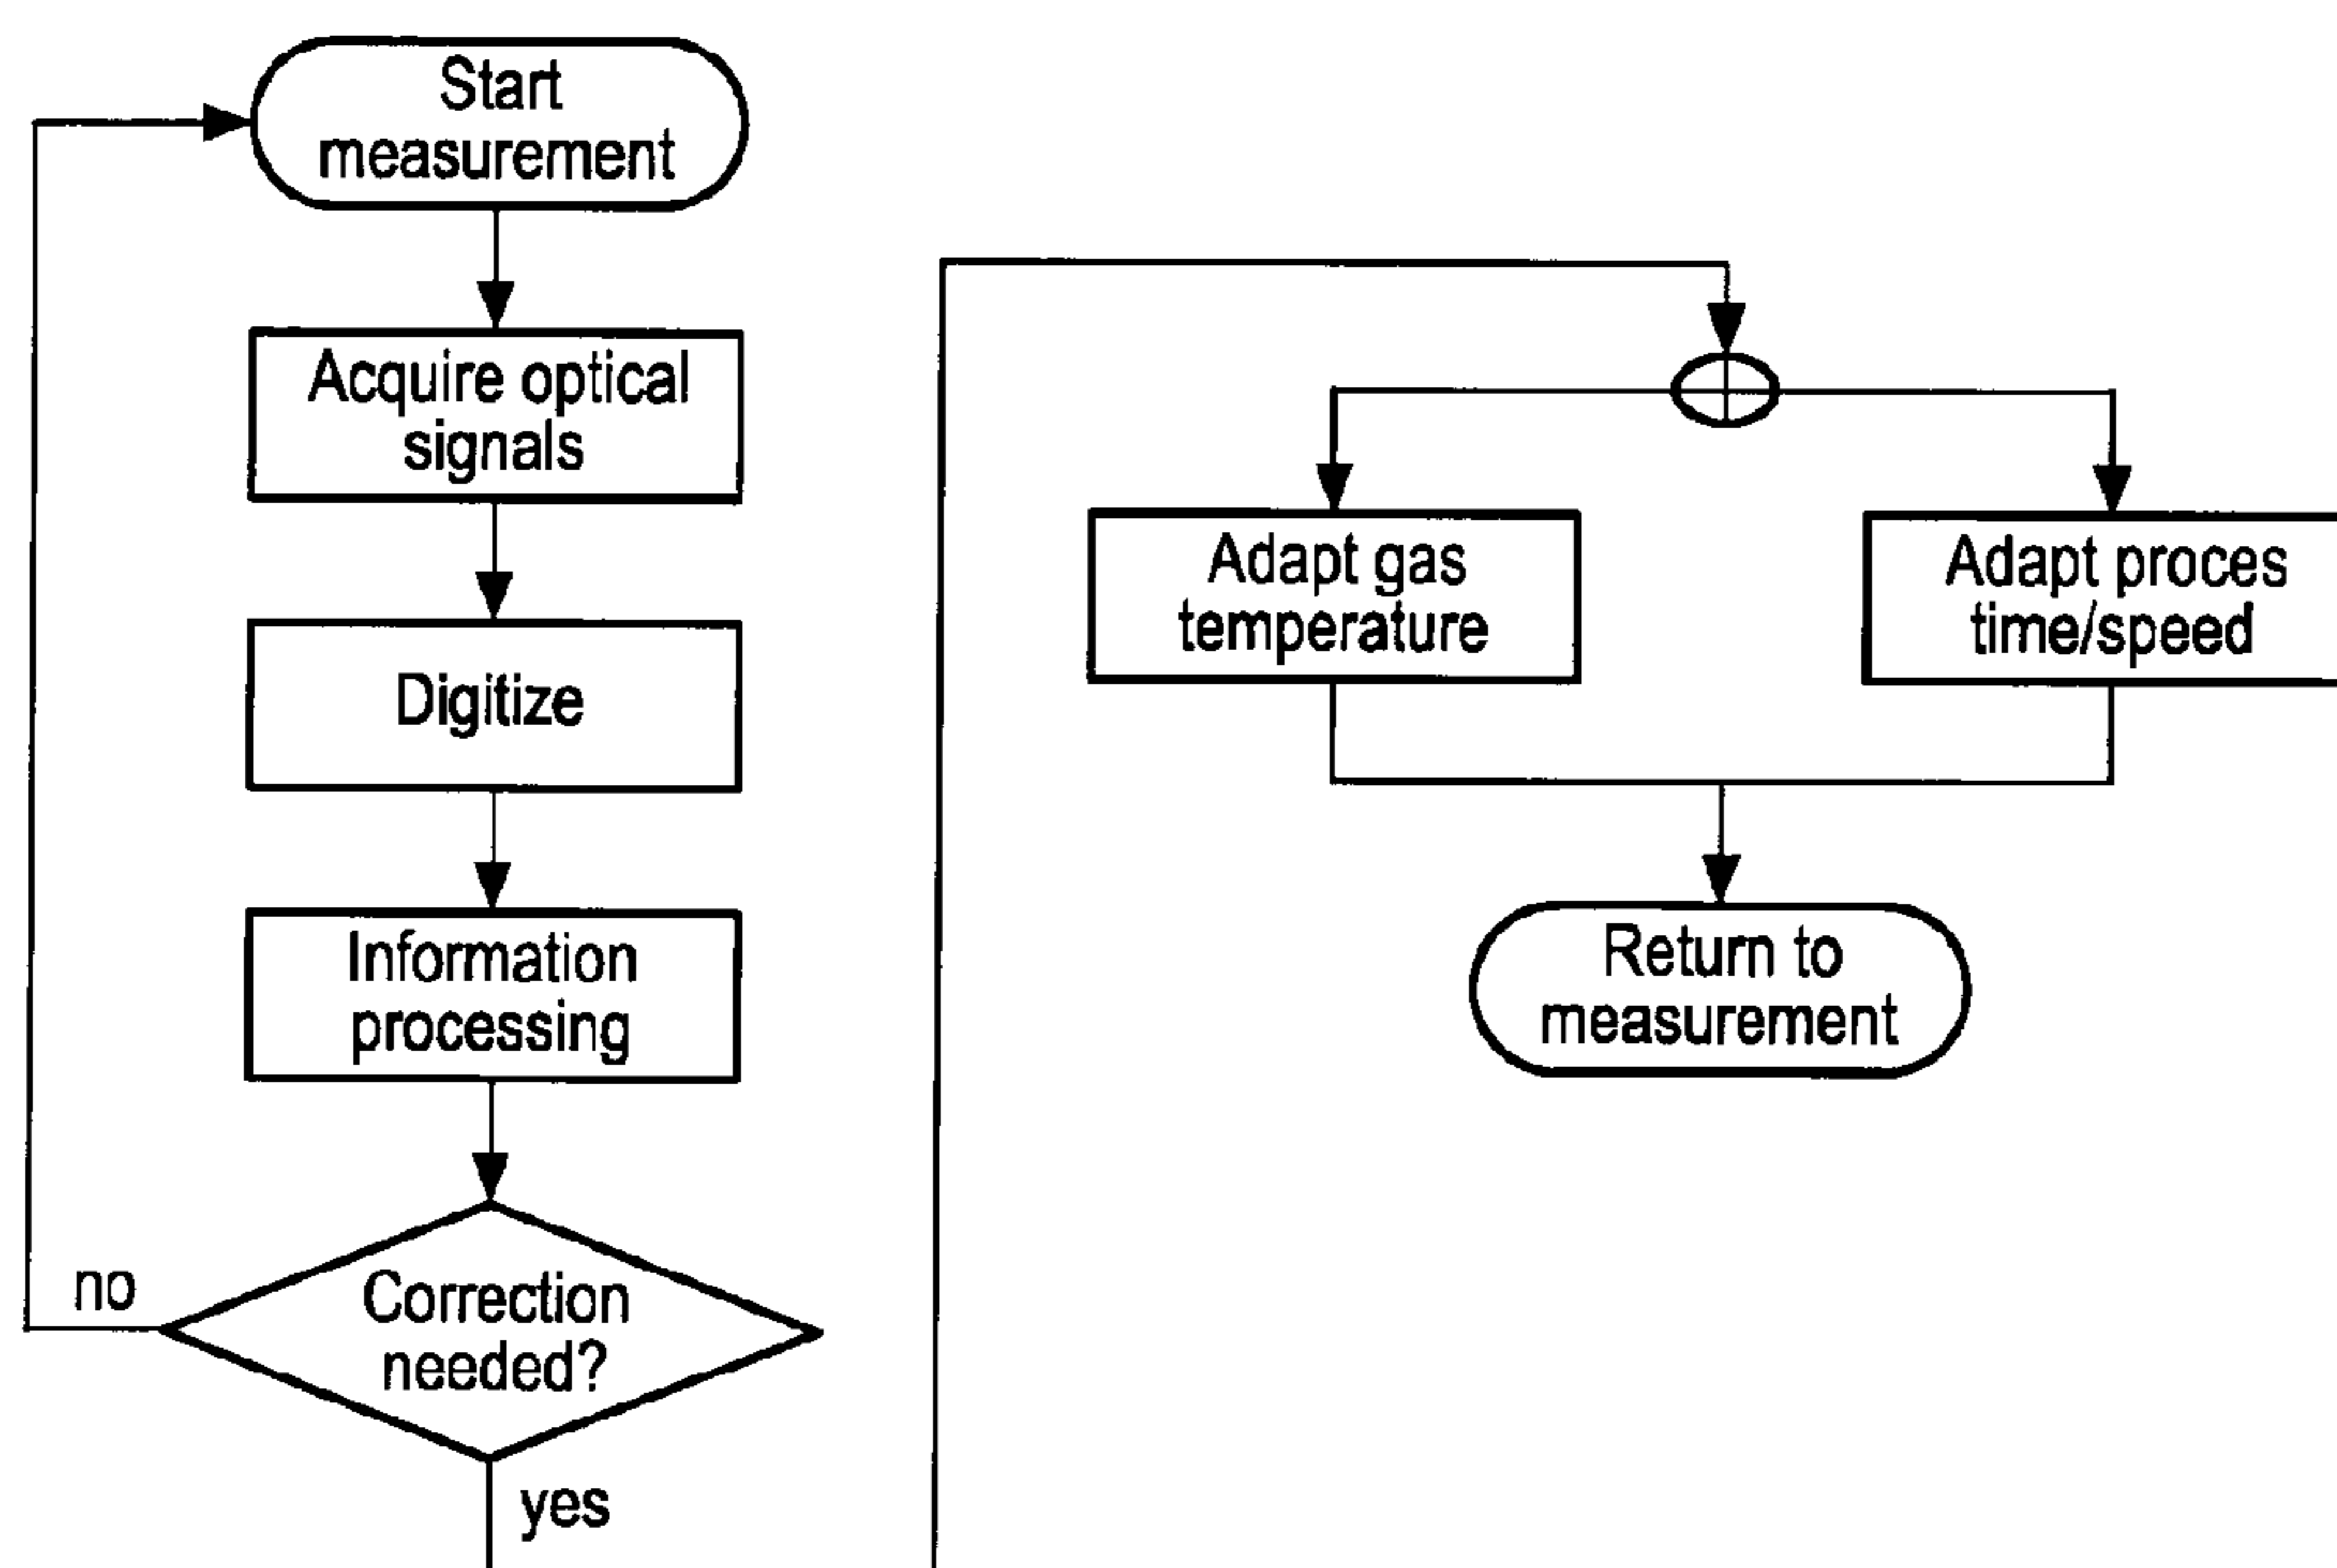 Start
measurement
Acquire optical
signals
Digitize
Information
processing
Correction
needed?
no
yes
Adapt gas
temperature
Adapt proces
time/speed
Return to
measurement